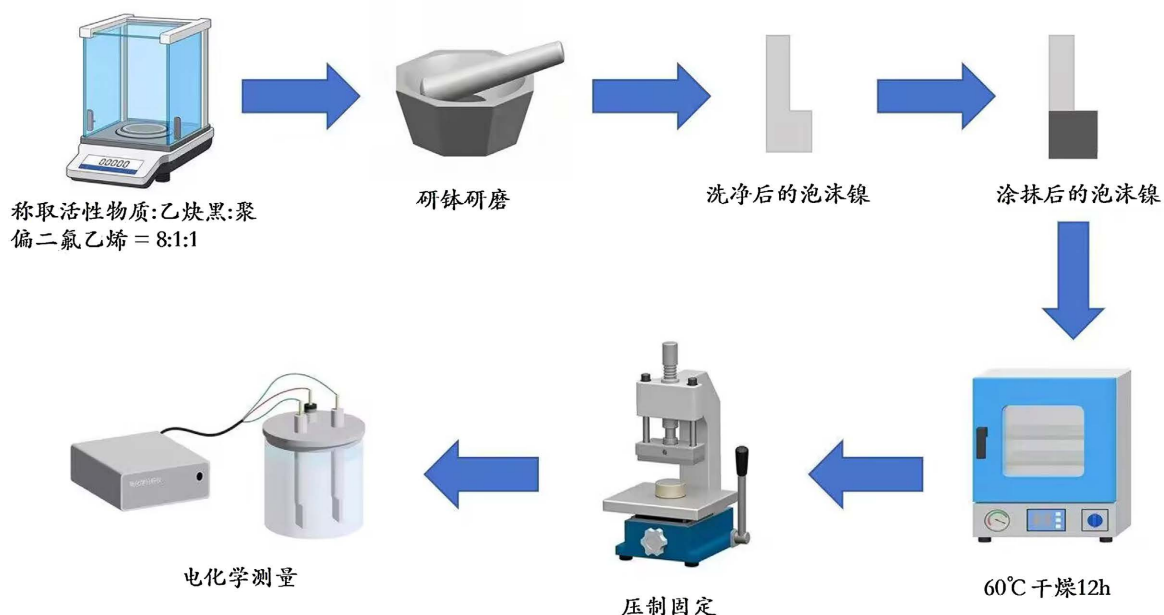 称取活性物质:乙炔黑:聚
偏二氟乙烯 = 8:1:1
研钵研磨
洗净后的泡沫镍
涂抹后的泡沫镍
60℃ 干燥12h
压制固定
电化学测量